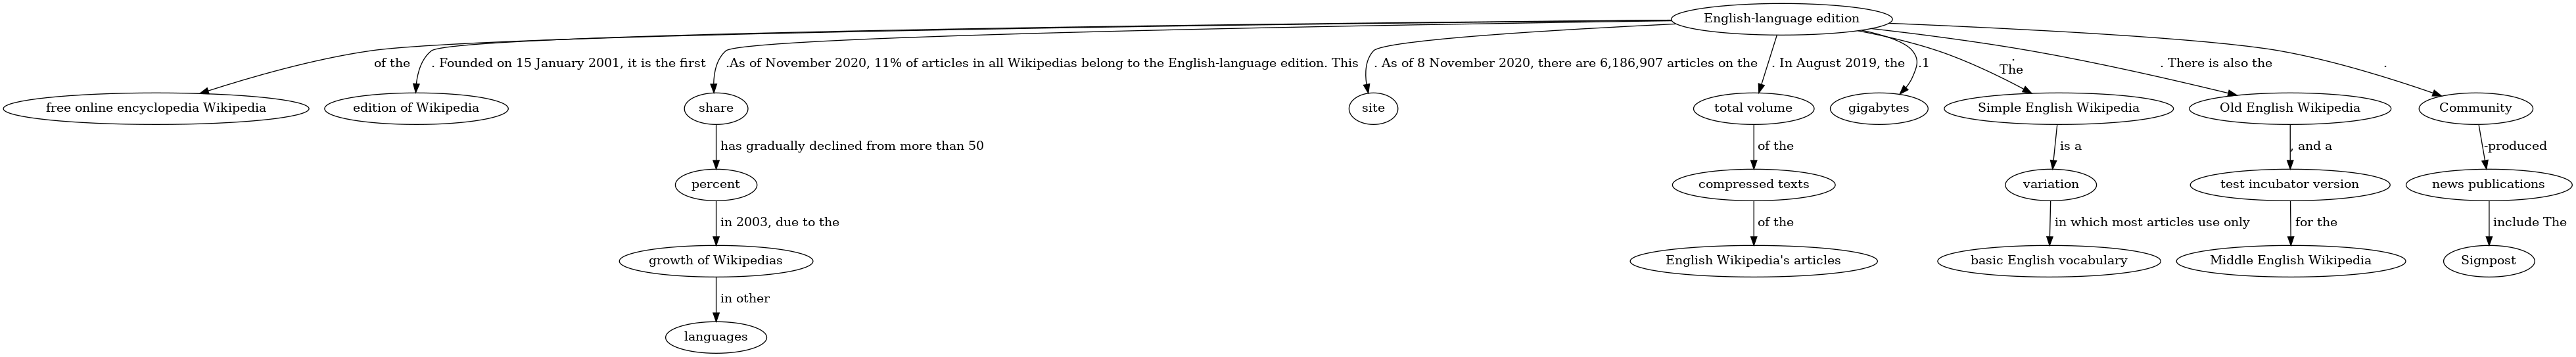 English-language edition
of the
. Founded on 15 January 2001, it is the first
.As of November 2020, 11% of articles in all Wikipedias belong to the English-language edition. This
. As of 8 November 2020, there are 6,186,907 articles on the
. In August 2019, the
.1
.
The
. There is also the
.
free online encyclopedia Wikipedia
edition of Wikipedia
share
site
total volume
gigabytes
Simple English Wikipedia
Old English Wikipedia
Community
has gradually declined from more than 50
of the
is a
, and a
-produced
percent
compressed texts
variation
test incubator version
news publications
in 2003, due to the
of the
in which most articles use only
for the
include The
growth of Wikipedias
English Wikipedia's articles
basic English vocabulary
Middle English Wikipedia
Signpost
in other
languages